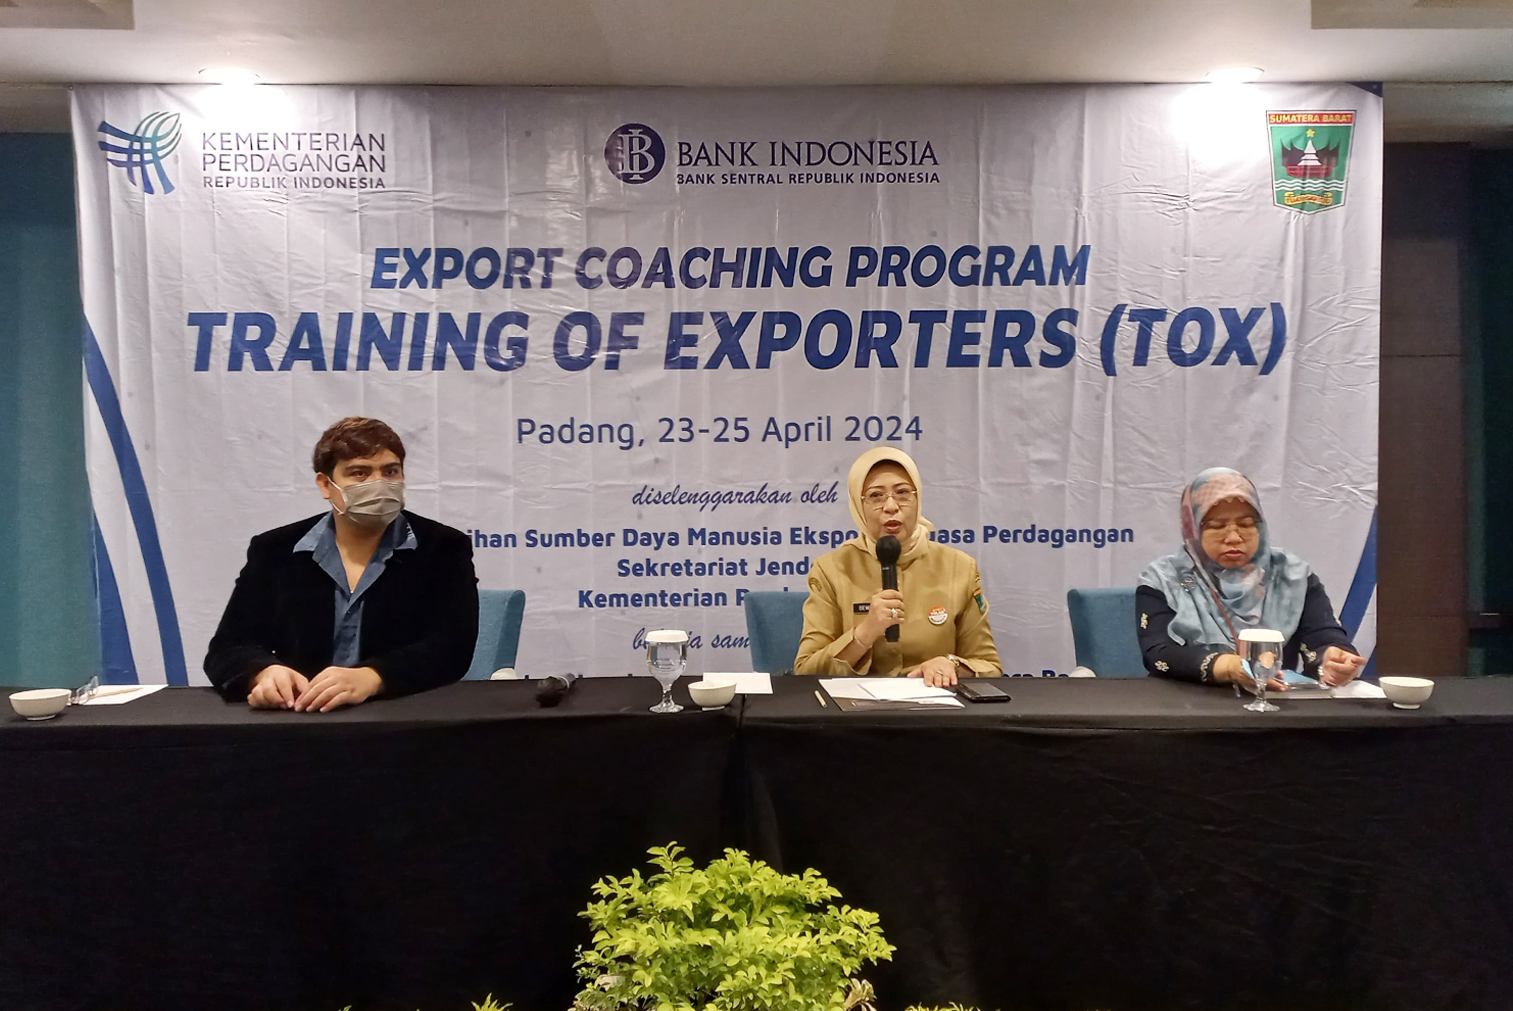 KEMENTERIAN
PERDAGANGAN
REPUBLIK INDONESIA
BANK INDONESIA
BANK SENTRAL REPUBLIK INDONESIA
SUMATERA BARAT
EXPORT COACHING PROGRAM
TRAINING OF EXPORTERS (TOX)
Padang, 23-25 April 2024
diselenggarakan oleh
Sumber Daya Manusia Perdagangan
Sekretariat
Kementerian